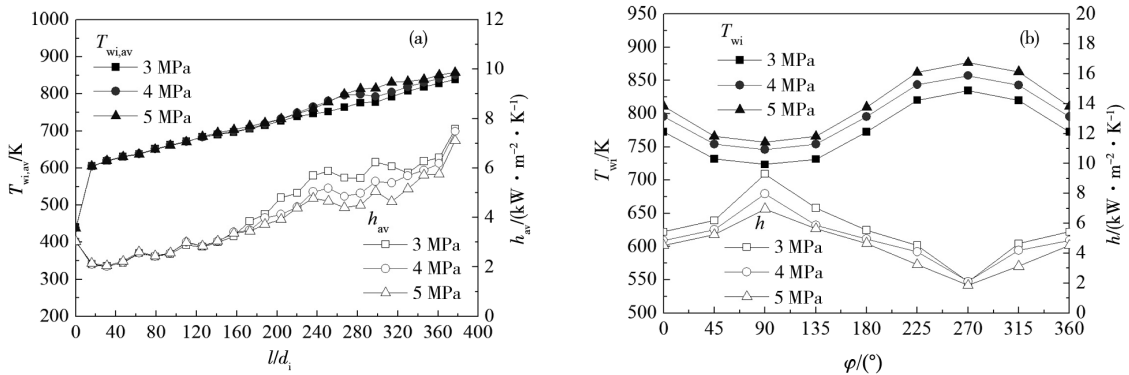 1000
900
800
700
600
500
400
300
200
T_wi,av/K
12
10
8
6
4
2
0
h_av/(kW·m⁻²·K⁻¹)
(a)
T_wi,av
3 MPa
4 MPa
5 MPa
h_av
3 MPa
4 MPa
5 MPa
0 40 80 120 160 200 240 280 320 360 400
l/d_i
950
900
850
800
750
700
650
600
550
500
T_wi/K
20
18
16
14
12
10
8
6
4
2
0
h/(kW·m⁻²·K⁻¹)
(b)
T_wi
3 MPa
4 MPa
5 MPa
h
3 MPa
4 MPa
5 MPa
0 45 90 135 180 225 270 315 360
φ/(°)